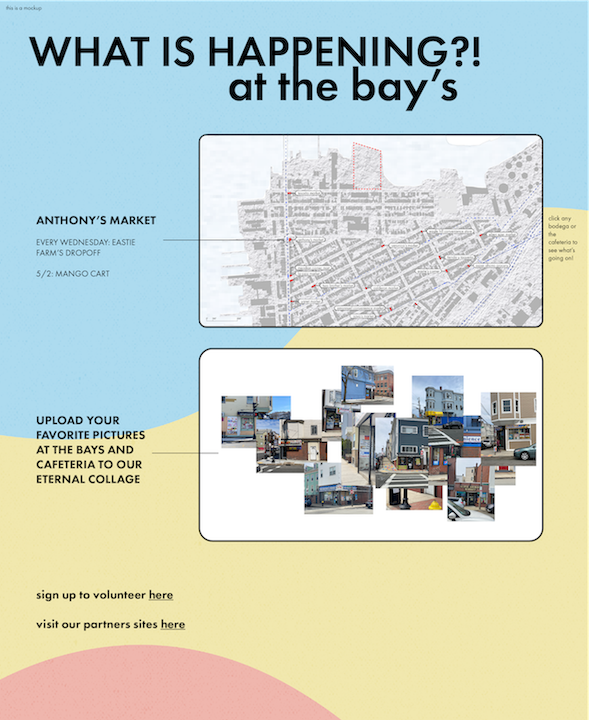 this is a mockup
WHAT IS HAPPENING?!
at the bay's
ANTHONY'S MARKET
EVERY WEDNESDAY: EASTIE
FARM'S DROPOFF
5/2: MANGO CART
click any
bodega or
the
cafeteria to
see what's
going on!
UPLOAD YOUR
FAVORITE PICTURES
AT THE BAYS AND
CAFETERIA TO OUR
ETERNAL COLLAGE
sign up to volunteer here
visit our partners sites here